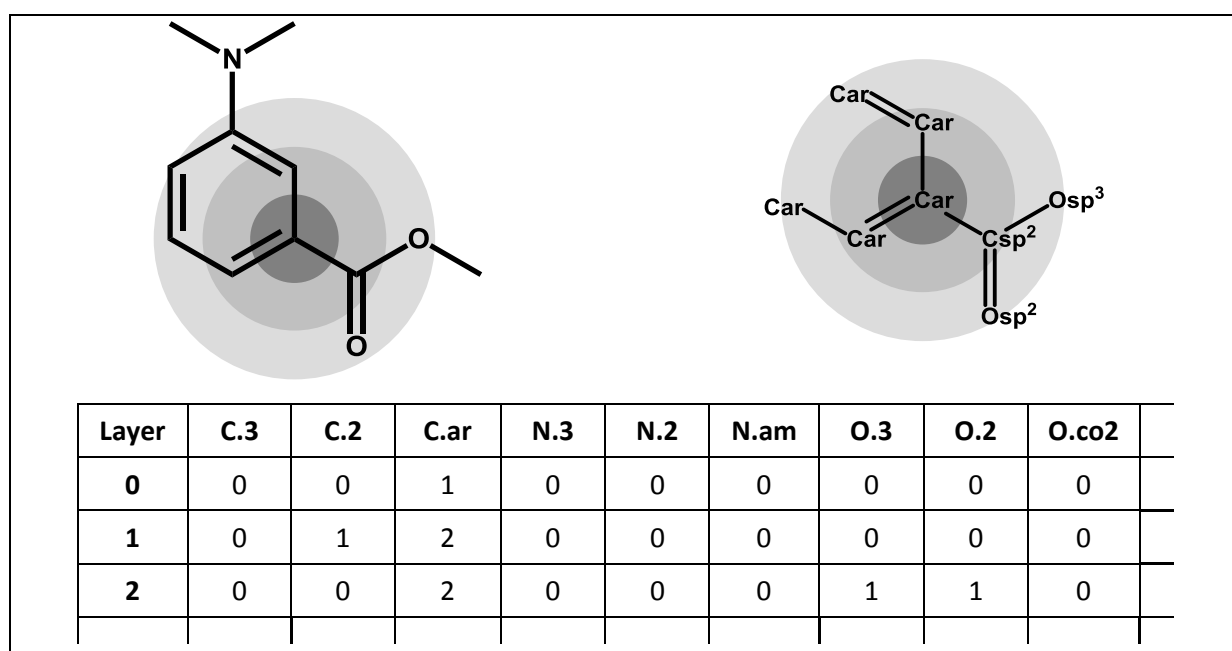 N
O
O
Car
Car
Car
Osp³
Car
Car
Csp²
Osp²
Layer C.3 C.2 C.ar N.3 N.2 N.am O.3 O.2 O.co2
0 0 0 1 0 0 0 0 0 0
1 0 1 2 0 0 0 0 0 0
2 0 0 2 0 0 0 1 1 0